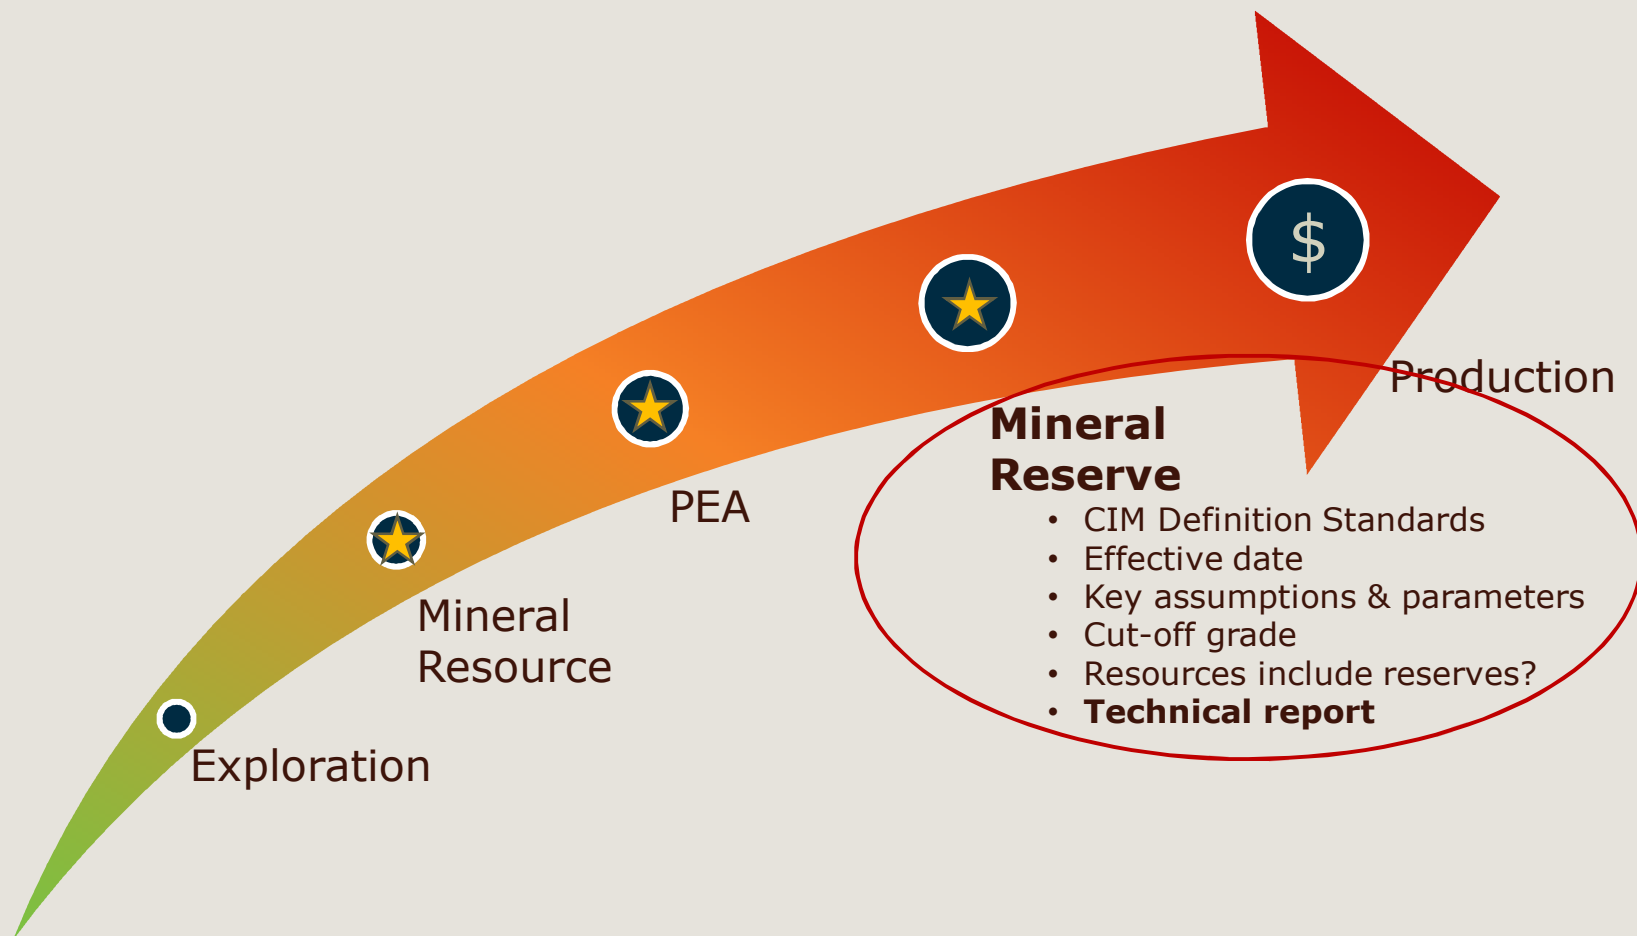 Exploration
Mineral
Resource
PEA
Mineral
Reserve
• CIM Definition Standards
• Effective date
• Key assumptions & parameters
• Cut-off grade
• Resources include reserves?
• Technical report
$
Production